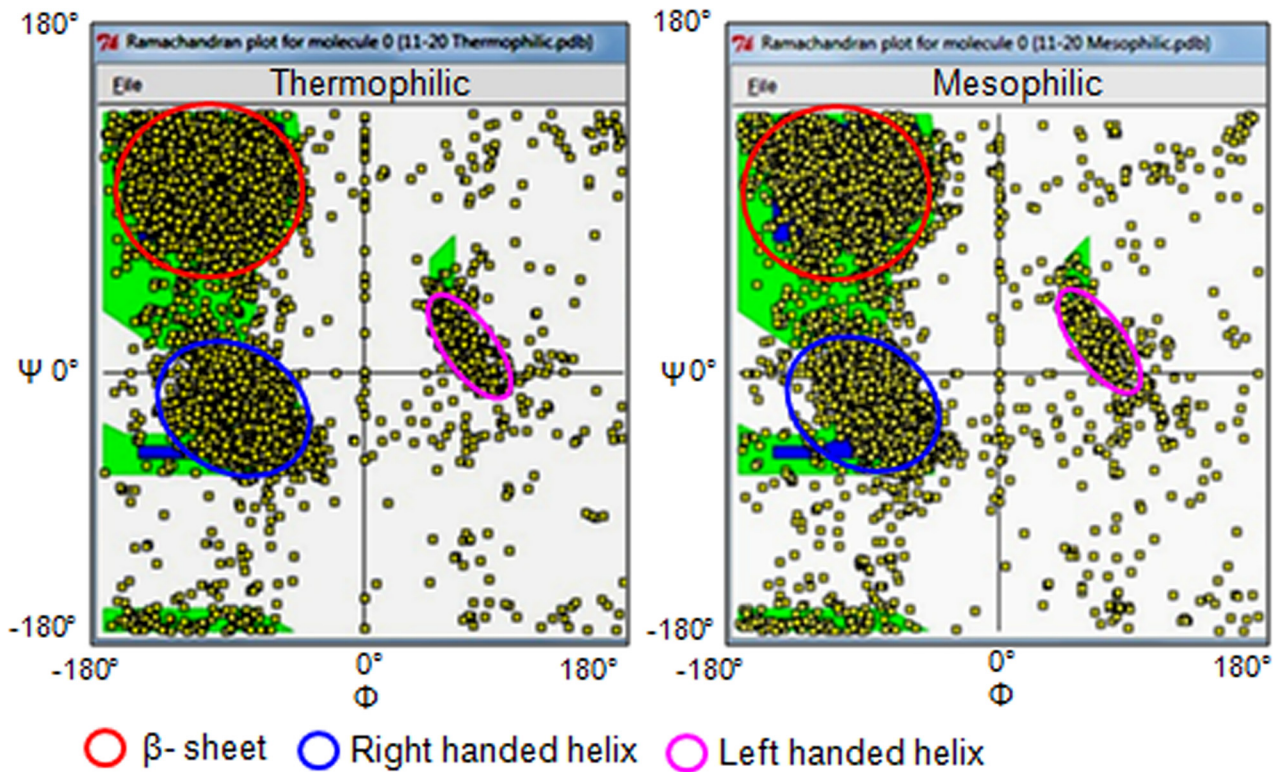 180°
180°
Ramachandran plot for molecule 0 (11-20 Thermophilic.pdb)
Ramachandran plot for molecule 0 (11-20 Mesophilic.pdb)
File
Thermophilic
File
Mesophilic
Ψ 0°
Ψ 0°
-180°
-180°
-180°
0°
180°
-180°
0°
180°
Φ
Φ
β- sheet
Right handed helix
Left handed helix